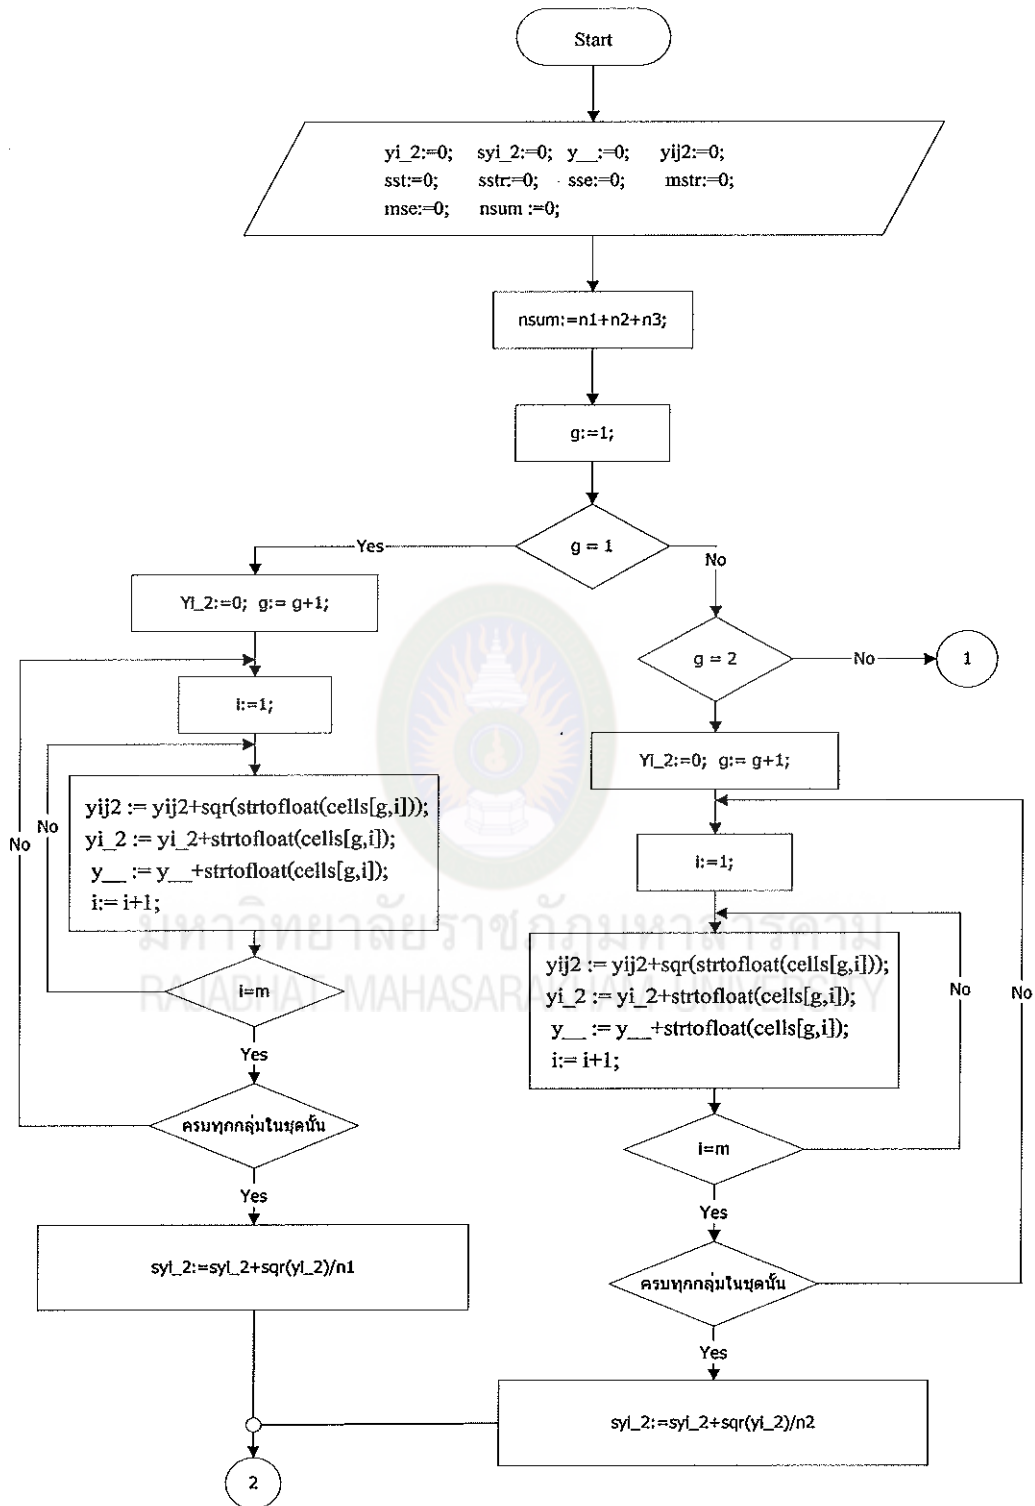 Start
yi_2:=0; syi_2:=0; y__:=0; yij2:=0;
sst:=0; sstr:=0; sse:=0; mstr:=0;
mse:=0; nsum :=0;
nsum:=n1+n2+n3;
g:=1;
g = 1
Yes
No
Yi_2:=0; g:= g+1;
g = 2
No
1
i:=1;
Yi_2:=0; g:= g+1;
yij2 := yij2+sqr(strtofloat(cells[g,i]));
yi_2 := yi_2+strtofloat(cells[g,i]);
y__ := y__+strtofloat(cells[g,i]);
i:= i+1;
No
No
i:=1;
มหาวิทยาลัยราชภัฏมหาสารคาม
RAJABHAT MAHASARAKHAM UNIVERSITY
yij2 := yij2+sqr(strtofloat(cells[g,i]));
yi_2 := yi_2+strtofloat(cells[g,i]);
y__ := y__+strtofloat(cells[g,i]);
i:= i+1;
No
No
i=m
Yes
ครบทุกกลุ่มในชุดนั้น
Yes
i=m
Yes
syi_2:=syi_2+sqr(yi_2)/n1
ครบทุกกลุ่มในชุดนั้น
Yes
syi_2:=syi_2+sqr(yi_2)/n2
2